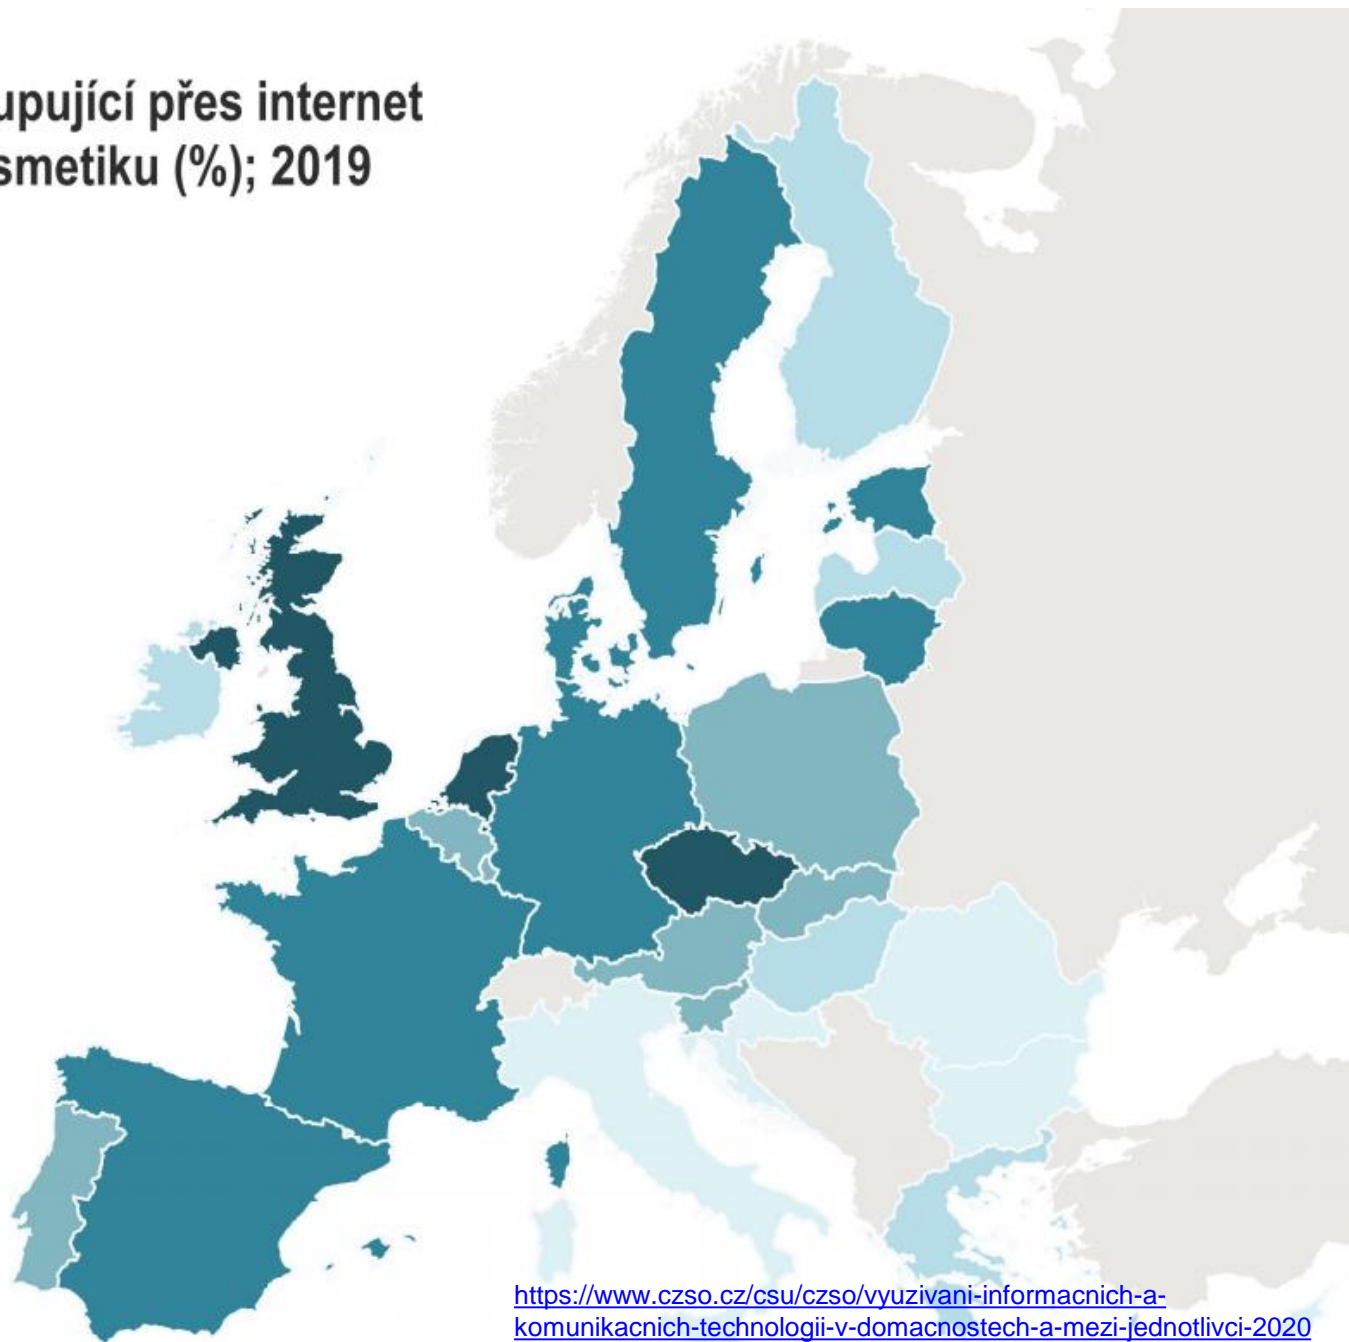 upující přes internet
smetiku (%); 2019
https://www.czso.cz/csu/czso/vyuzivani-informacnich-a-
komunikacnich-technologii-v-domacnostech-a-mezi-jednotlivci-2020